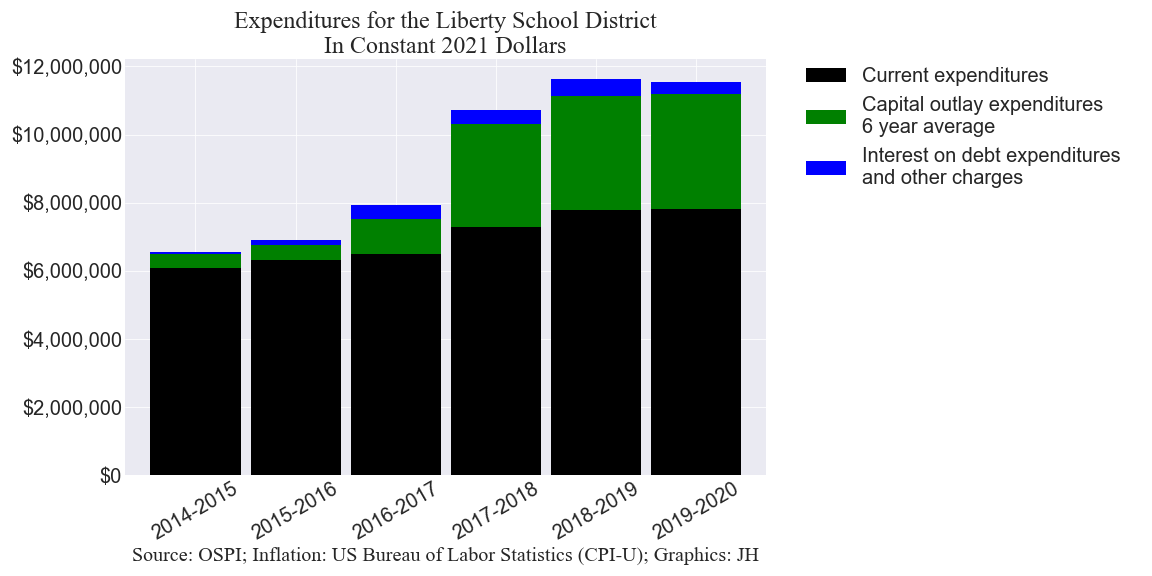 Expenditures for the Liberty School District
In Constant 2021 Dollars
$12,000,000
$10,000,000
$8,000,000
$6,000,000
$4,000,000
$2,000,000
$0
2014-2015
2015-2016
2016-2017
2017-2018
2018-2019
2019-2020
Current expenditures
Capital outlay expenditures
6 year average
Interest on debt expenditures
and other charges
Source: OSPI; Inflation: US Bureau of Labor Statistics (CPI-U); Graphics: JH